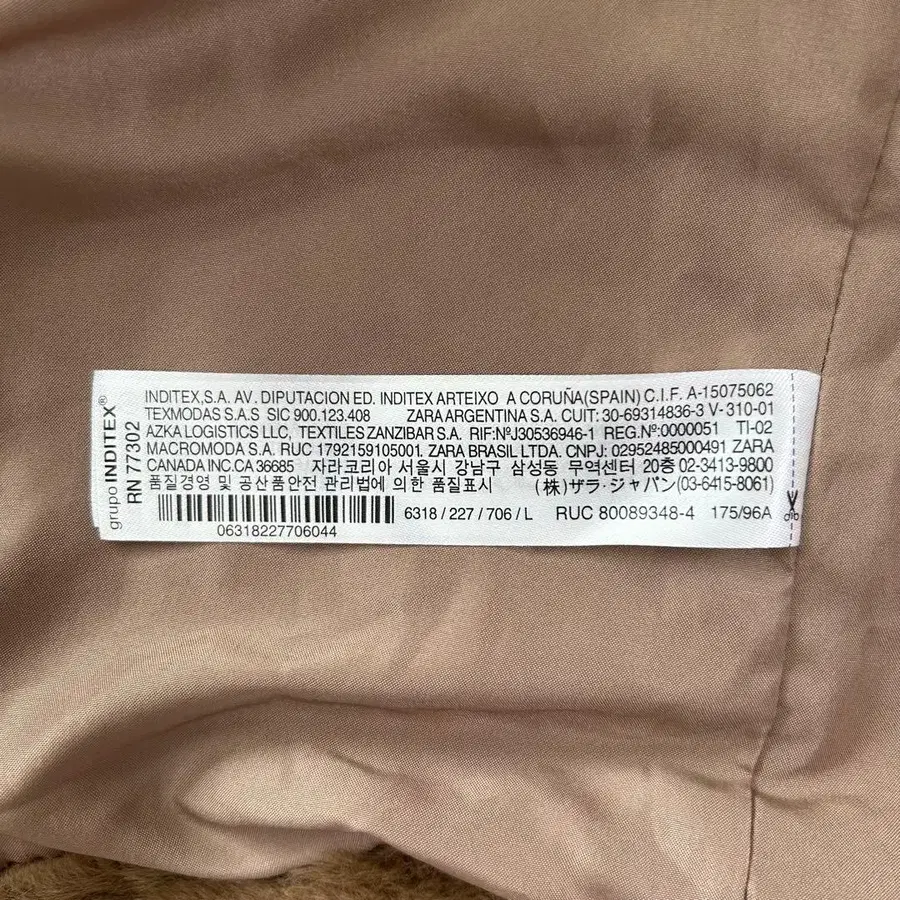 grupo INDITEX®
RN 77302
INDITEX,S.A. AV. DIPUTACION ED. INDITEX ARTEIXO A CORUÑA(SPAIN) C.I.F. A-15075062
TEXMODAS S.A.S SIC 900.123.408 ZARA ARGENTINA S.A. CUIT: 30-69314836-3 V-310-01
AZKA LOGISTICS LLC, TEXTILES ZANZIBAR S.A. RIF:NºJ30536946-1 REG.Nº:0000051 TI-02
MACROMODA S.A. RUC 1792159105001. ZARA BRASIL LTDA. CNPJ: 02952485000491 ZARA
CANADA INC.CA 36685 자라코리아 서울시 강남구 삼성동 무역센터 20층 02-3413-9800
품질경영 및 공산품안전 관리법에 의한 품질표시 (株)ザラ・ジャパン(03-6415-8061)
6318 / 227 / 706 / L RUC 80089348-4 175/96A
06318227706044